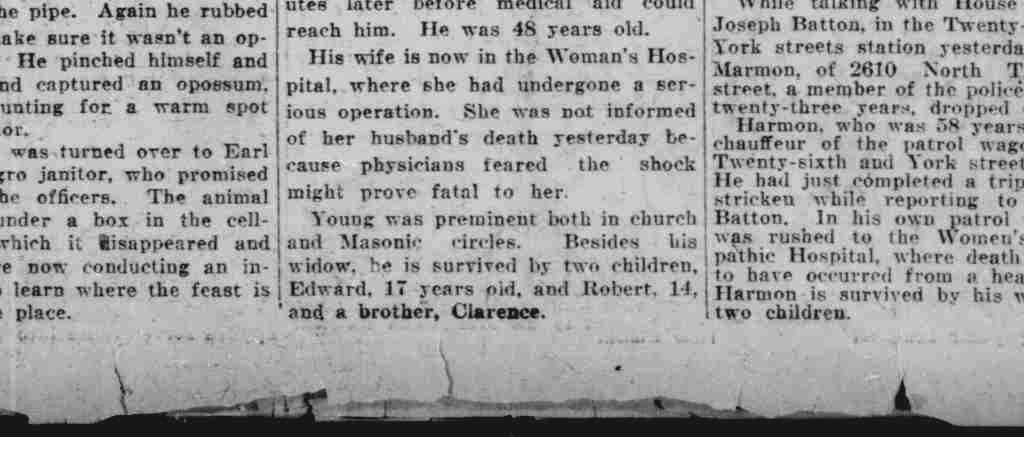 he pipe. Again he rubbed
ake sure it wasn't an op-
He pinched himself and
nd captured an opossum,
unting for a warm spot
or.
was turned over to Earl
gro janitor, who promised
he officers. The animal
under a box in the cell-
which it disappeared and
e now conducting an in-
o learn where the feast is
e place.
utes later before medical aid could
reach him. He was 48 years old.
His wife is now in the Woman's Hos-
pital, where she had undergone a ser-
ious operation. She was not informed
of her husband's death yesterday be-
cause physicians feared the shock
might prove fatal to her.
Young was prominent both in church
and Masonic circles. Besides his
widow, he is survived by two children,
Edward, 17 years old, and Robert, 14,
and a brother, Clarence.
While talking with House
Joseph Batton, in the Twenty-
York streets station yesterda
Marmon, of 2610 North T
street, a member of the police
twenty-three years, dropped
Harmon, who was 58 years
chauffeur of the patrol wago
Twenty-sixth and York street
He had just completed a trip
stricken while reporting to
Batton. In his own patrol
was rushed to the Women's
pathic Hospital, where death
to have occurred from a hea
Harmon is survived by his w
two children.